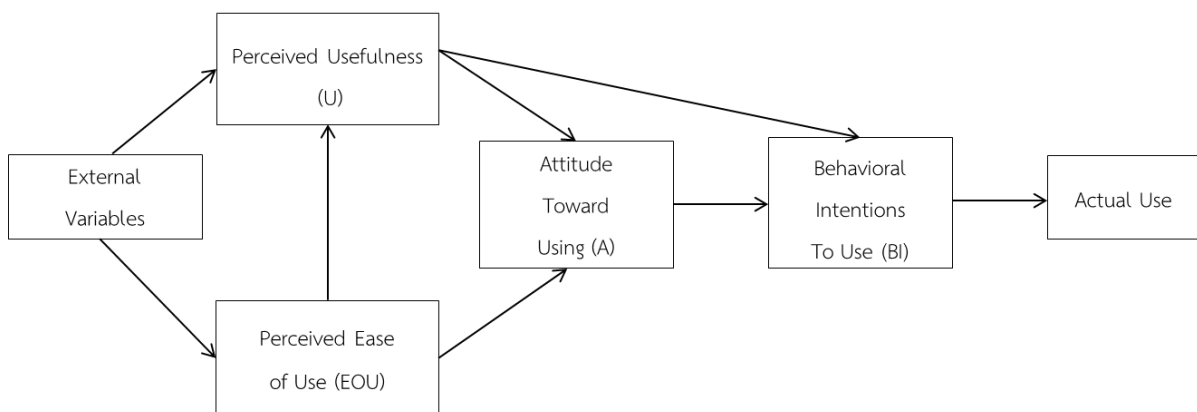 Perceived Usefulness
(U)
External
Variables
Attitude
Toward
Using (A)
Behavioral
Intentions
To Use (BI)
Actual Use
Perceived Ease
of Use (EOU)